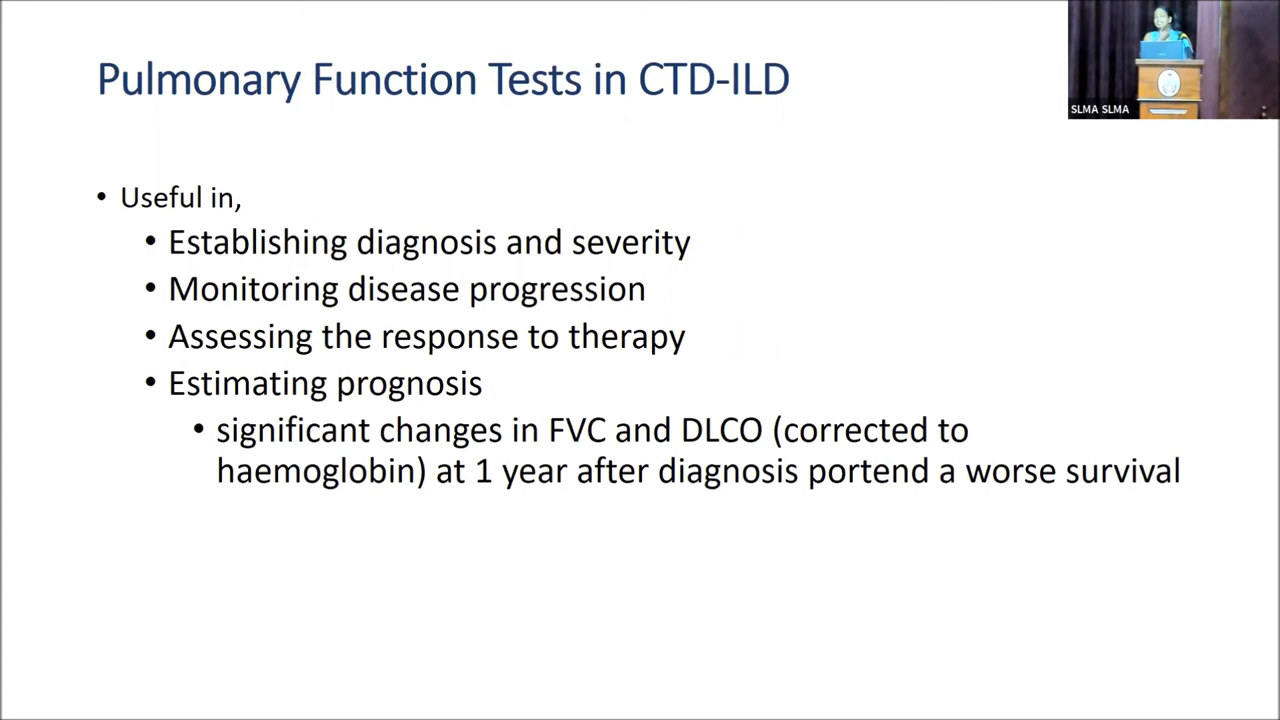 Pulmonary Function Tests in CTD-ILD
SLMA SLMA
• Useful in,
• Establishing diagnosis and severity
• Monitoring disease progression
• Assessing the response to therapy
• Estimating prognosis
• significant changes in FVC and DLCO (corrected to
haemoglobin) at 1 year after diagnosis portend a worse survival